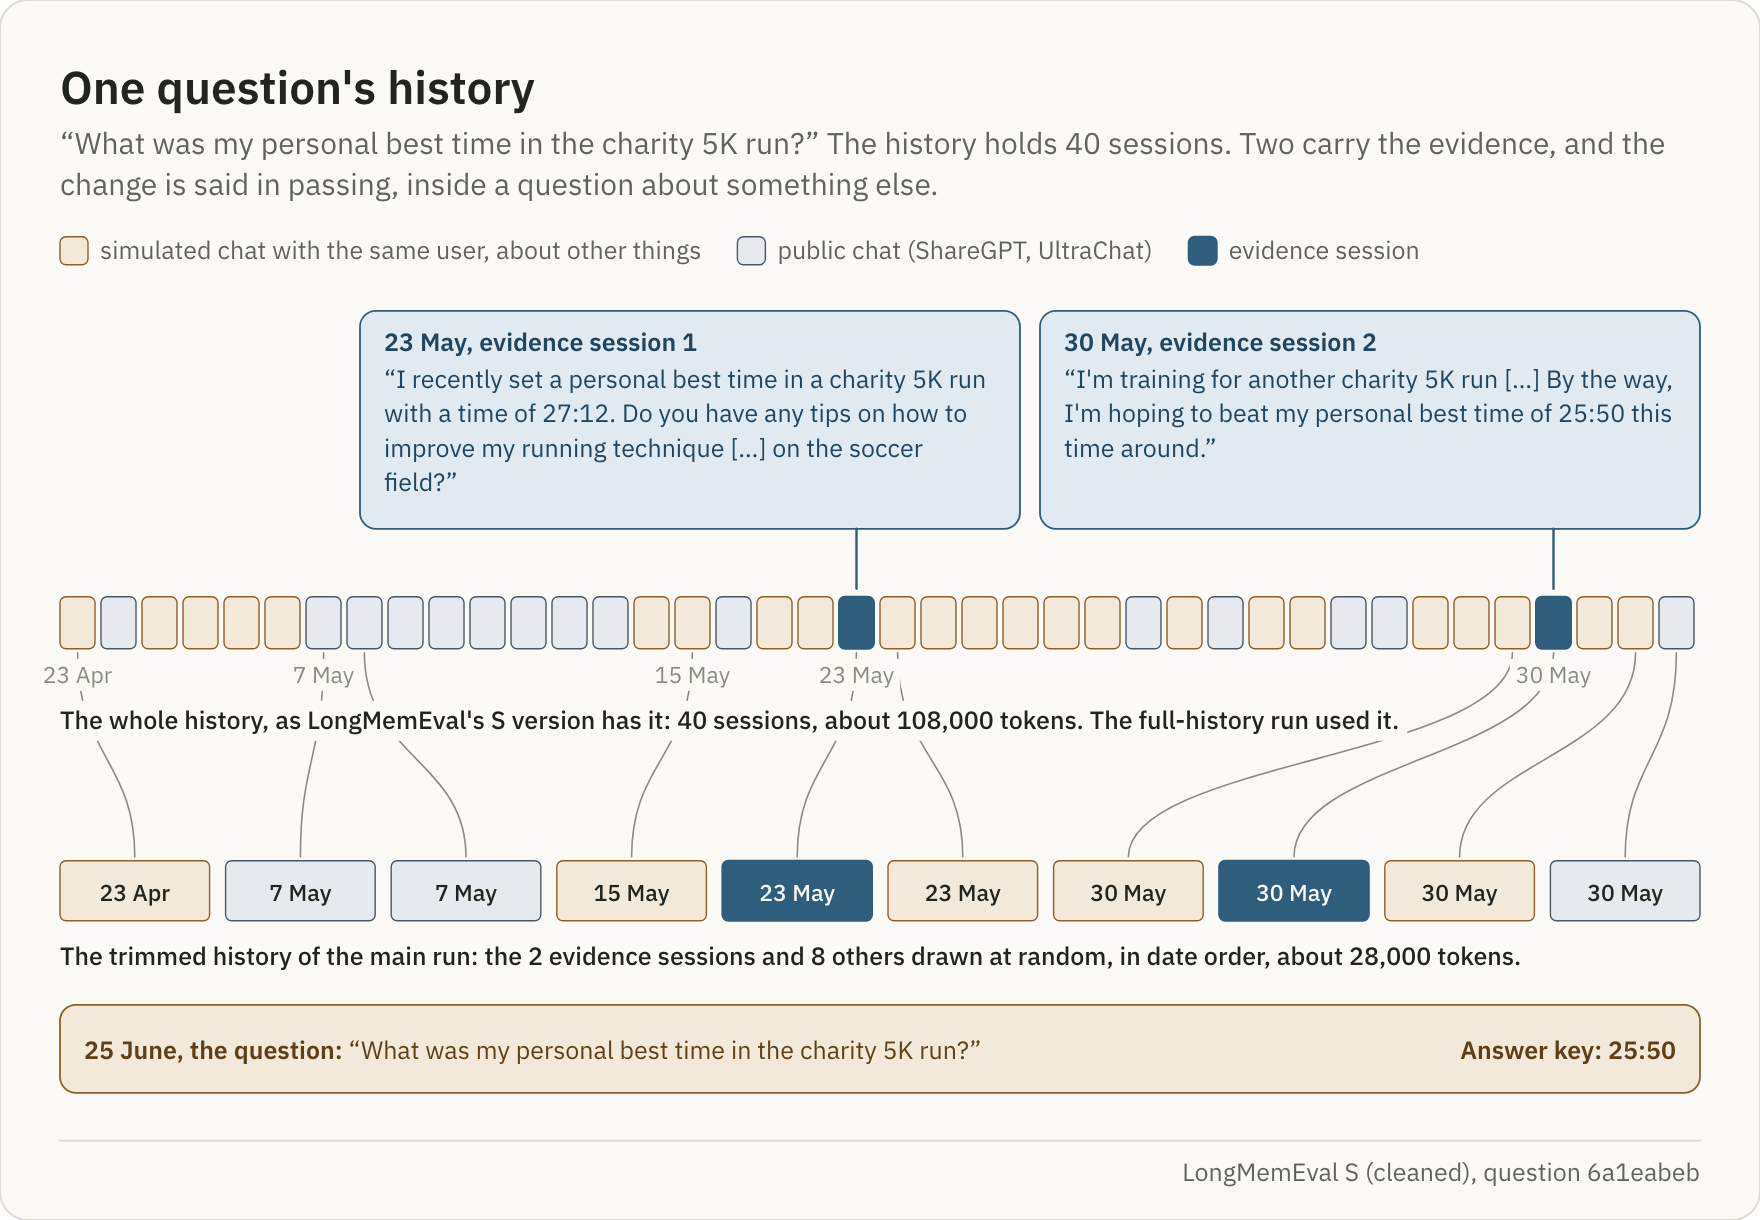 One question's history
“What was my personal best time in the charity 5K run?” The history holds 40 sessions. Two carry the evidence, and the
change is said in passing, inside a question about something else.
simulated chat with the same user, about other things
public chat (ShareGPT, UltraChat)
evidence session
23 May, evidence session 1
“I recently set a personal best time in a charity 5K run
with a time of 27:12. Do you have any tips on how to
improve my running technique [...] on the soccer
field?”
30 May, evidence session 2
“I'm training for another charity 5K run [...] By the way,
I'm hoping to beat my personal best time of 25:50 this
time around.”
23 Apr
7 May
15 May
23 May
30 May
The whole history, as LongMemEval's S version has it: 40 sessions, about 108,000 tokens. The full-history run used it.
23 Apr
7 May
7 May
15 May
23 May
23 May
30 May
30 May
30 May
30 May
The trimmed history of the main run: the 2 evidence sessions and 8 others drawn at random, in date order, about 28,000 tokens.
25 June, the question: “What was my personal best time in the charity 5K run?”
Answer key: 25:50
LongMemEval S (cleaned), question 6a1eabeb